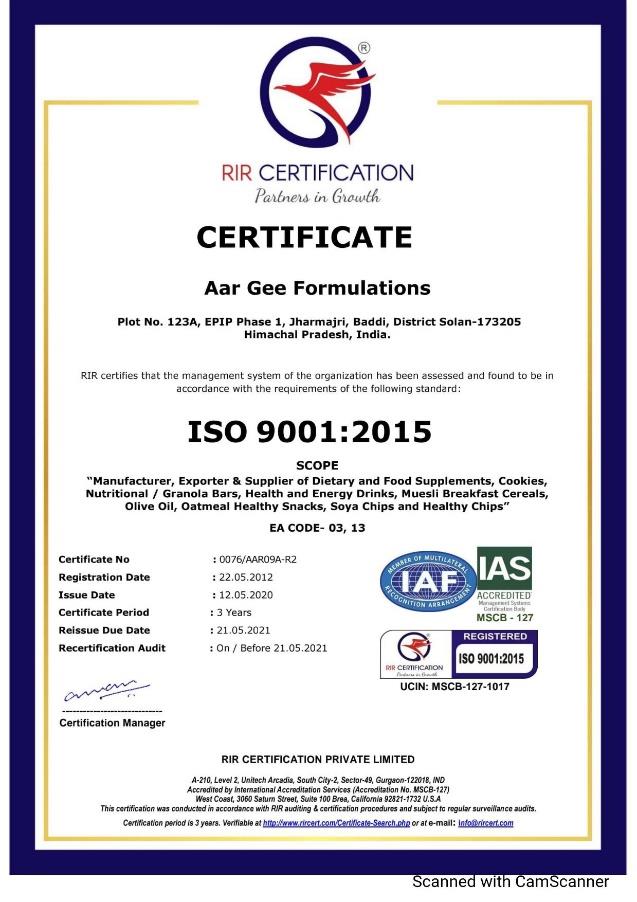 ®
RIR CERTIFICATION
Partners in Growth
CERTIFICATE
Aar Gee Formulations
Plot No. 123A, EPIP Phase 1, Jharmajri, Baddi, District Solan-173205
Himachal Pradesh, India.
RIR certifies that the management system of the organization has been assessed and found to be in
accordance with the requirements of the following standard:
ISO 9001:2015
SCOPE
“Manufacturer, Exporter & Supplier of Dietary and Food Supplements, Cookies,
Nutritional / Granola Bars, Health and Energy Drinks, Muesli Breakfast Cereals,
Olive Oil, Oatmeal Healthy Snacks, Soya Chips and Healthy Chips”
EA CODE- 03, 13
Certificate No : 0076/AAR09A-R2
Registration Date : 22.05.2012
Issue Date : 12.05.2020
Certificate Period : 3 Years
Reissue Due Date : 21.05.2021
Recertification Audit : On / Before 21.05.2021
MEMBER OF MULTILATERAL
IAF
RECOGNITION ARRANGEMENT
IAS
ACCREDITED
Management Systems
Certification Body
MSCB - 127
RIR CERTIFICATION
Partners in Growth
REGISTERED
ISO 9001:2015
UCIN: MSCB-127-1017
Certification Manager
RIR CERTIFICATION PRIVATE LIMITED
A-210, Level 2, Unitech Arcadia, South City-2, Sector-49, Gurgaon-122018, IND
Accredited by International Accreditation Services (Accreditation No. MSCB-127)
West Coast, 3060 Saturn Street, Suite 100 Brea, California 92821-1732 U.S.A
This certification was conducted in accordance with RIR auditing & certification procedures and subject to regular surveillance audits.
Certification period is 3 years. Verifiable at http://www.rircert.com/Certificate-Search.php or at e-mail: info@rircert.com
Scanned with CamScanner